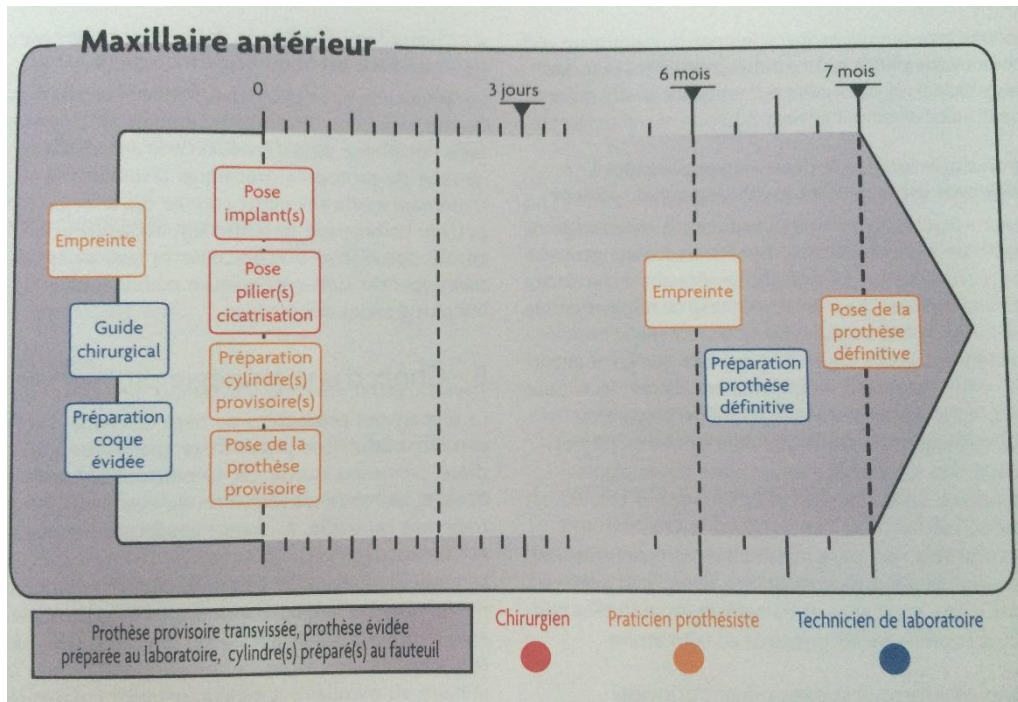 Maxillaire antérieur
0
3 jours
6 mois
7 mois
Empreinte
Guide
chirurgical
Préparation
coque
évidée
Pose
implant(s)
Pose
pilier(s)
cicatrisation
Préparation
cylindre(s)
provisoire(s)
Pose de la
prothèse
provisoire
Empreinte
Préparation
prothèse
définitive
Pose de la
prothèse
définitive
Prothèse provisoire transvissée, prothèse évidée
préparée au laboratoire, cylindre(s) préparé(s) au fauteuil
Chirurgien
Praticien prothésiste
Technicien de laboratoire